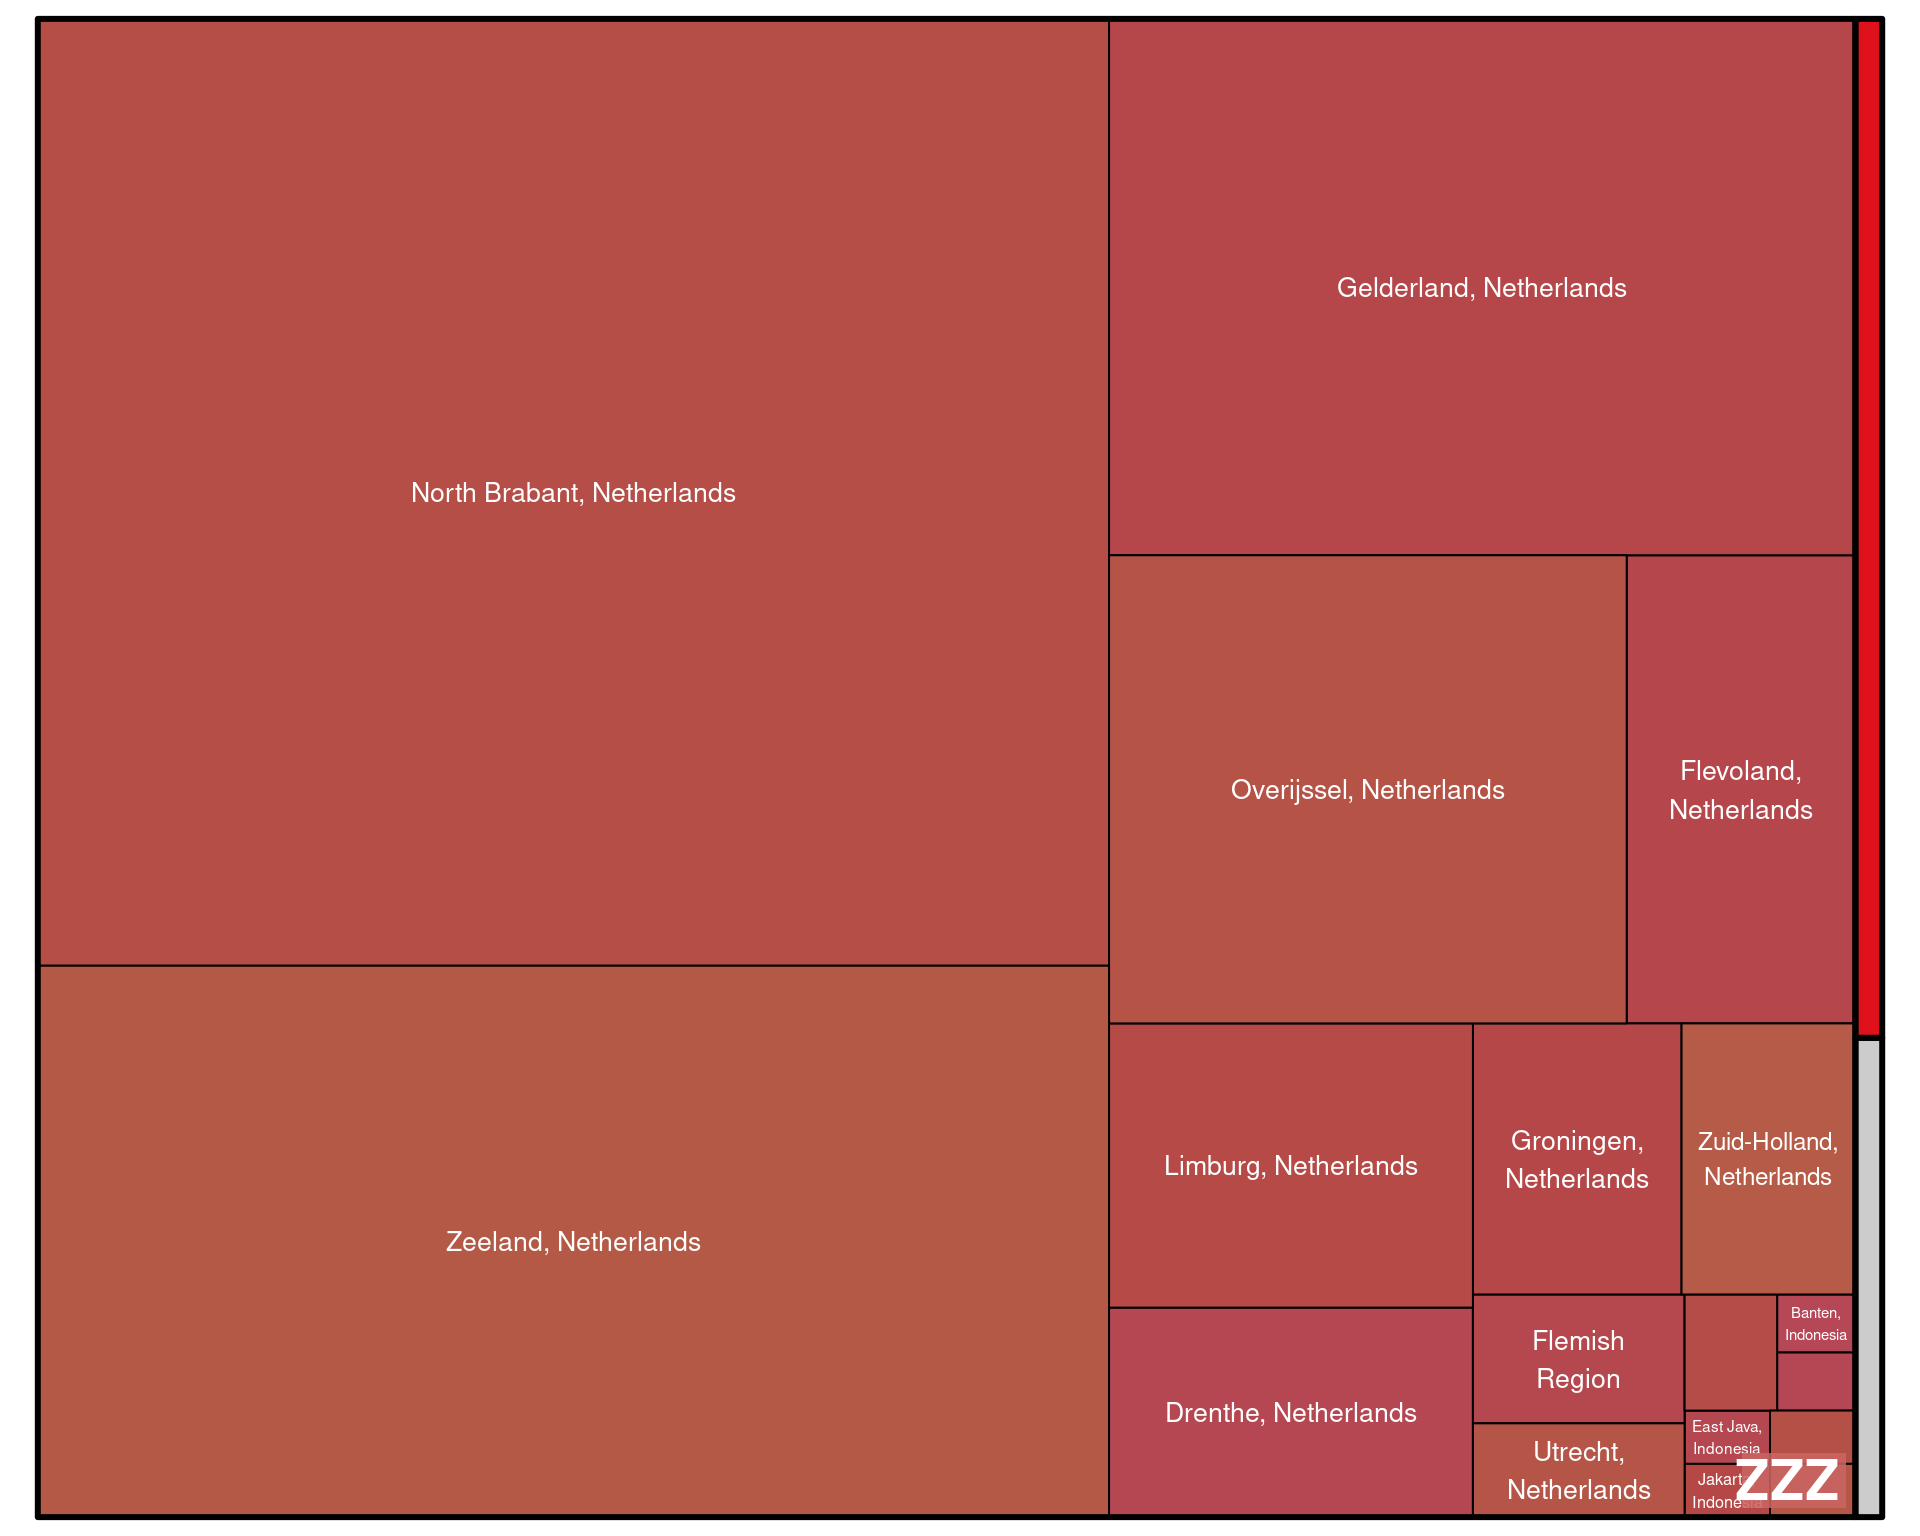 North Brabant, Netherlands
Gelderland, Netherlands
Overijssel, Netherlands
Flevoland,
Netherlands
Zeeland, Netherlands
Limburg, Netherlands
Groningen,
Netherlands
Zuid-Holland,
Netherlands
Drenthe, Netherlands
Flemish
Region
Utrecht,
Netherlands
Banten,
Indonesia
East Java,
Indonesia
ZZZ